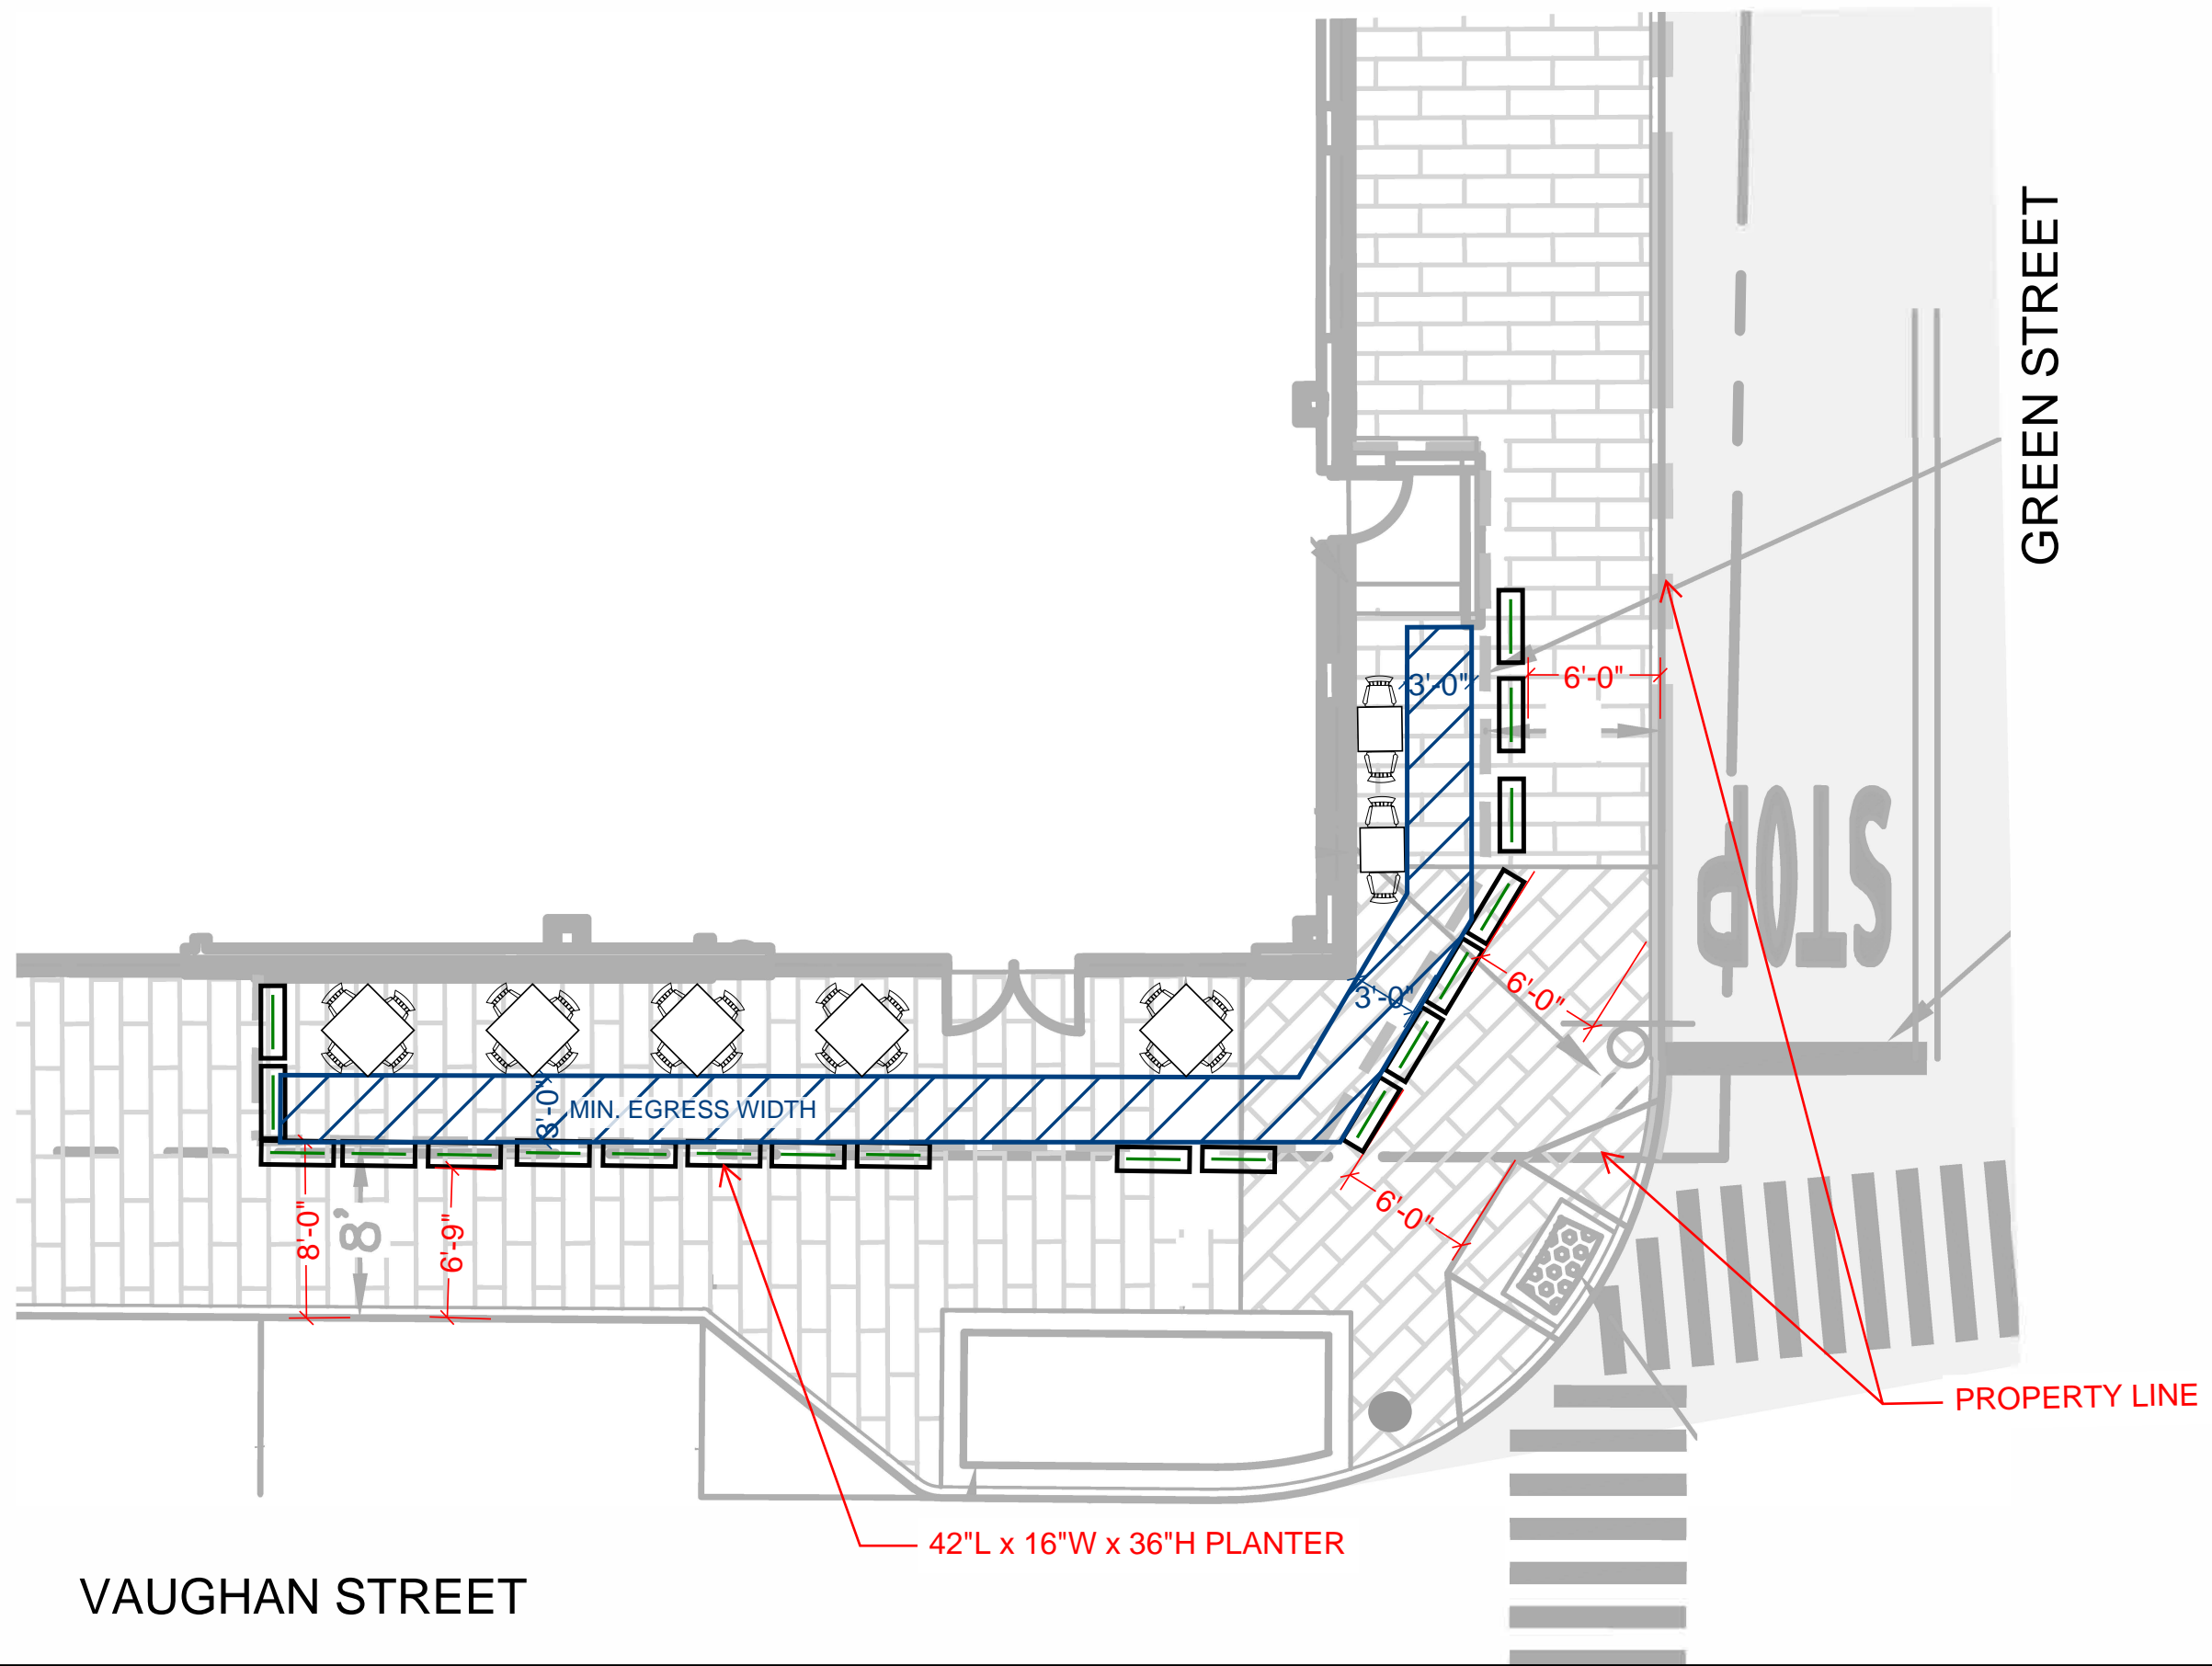 GREEN STREET
3'-0"
6'-0"
STOP
3'-0"
6'-0"
3'-0"
MIN. EGRESS WIDTH
8'-0"
8'
6'-9"
6'-0"
PROPERTY LINE
42"L x 16"W x 36"H PLANTER
VAUGHAN STREET